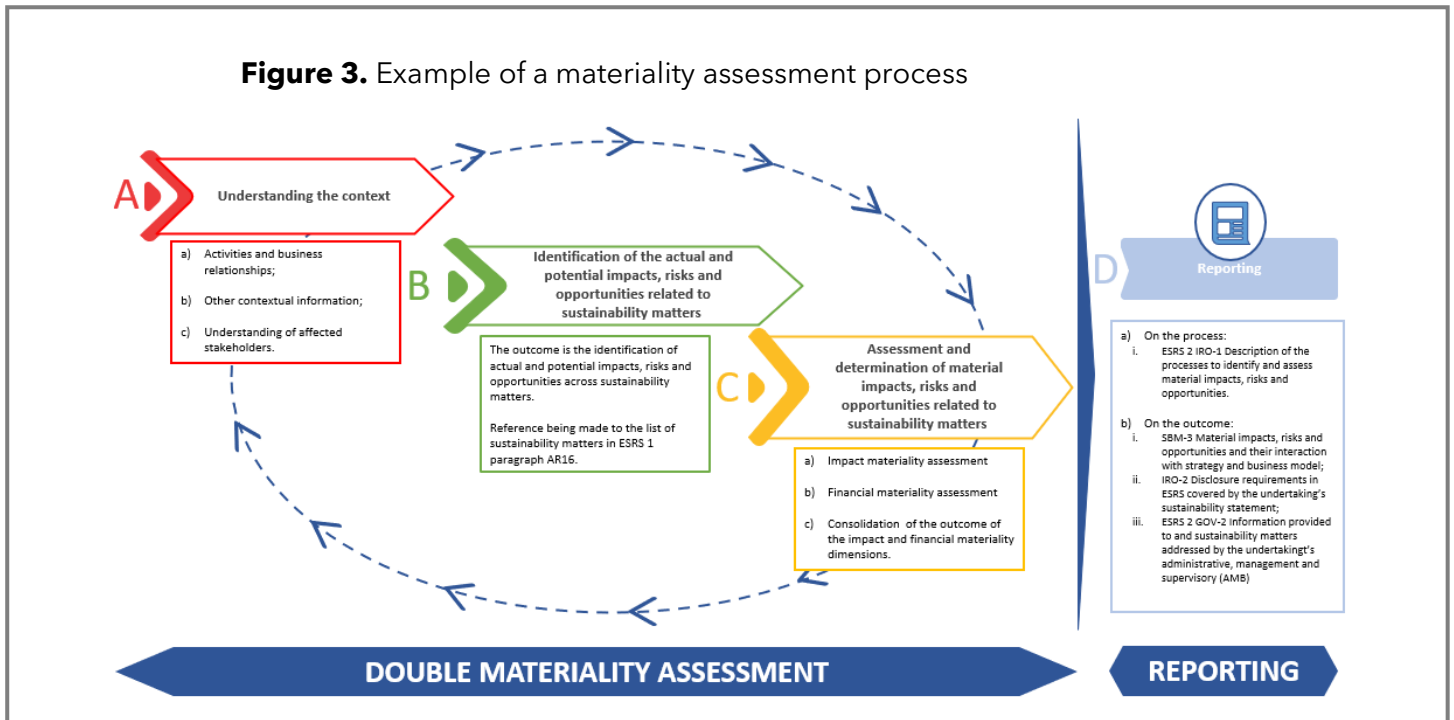 Figure 3. Example of a materiality assessment process
A
Understanding the context
a) Activities and business
relationships;
b) Other contextual information;
c) Understanding of affected
stakeholders.
B
Identification of the actual and
potential impacts, risks and
opportunities related to
sustainability matters
The outcome is the identification of
actual and potential impacts, risks and
opportunities across sustainability
matters.
Reference being made to the list of
sustainability matters in ESRS 1
paragraph AR16.
C
Assessment and
determination of material
impacts, risks and
opportunities related to
sustainability matters
a) Impact materiality assessment
b) Financial materiality assessment
c) Consolidation of the outcome of
the impact and financial materiality
dimensions.
D
Reporting
a) On the process:
i. ESRS 2 IRO-1 Description of the
processes to identify and assess
material impacts, risks and
opportunities.
b) On the outcome:
i. SBM-3 Material impacts, risks and
opportunities and their interaction
with strategy and business model;
ii. IRO-2 Disclosure requirements in
ESRS covered by the undertaking's
sustainability statement;
iii. ESRS 2 GOV-2 Information provided
to and sustainability matters
addressed by the undertakingt's
administrative, management and
supervisory (AMB)
DOUBLE MATERIALITY ASSESSMENT
REPORTING